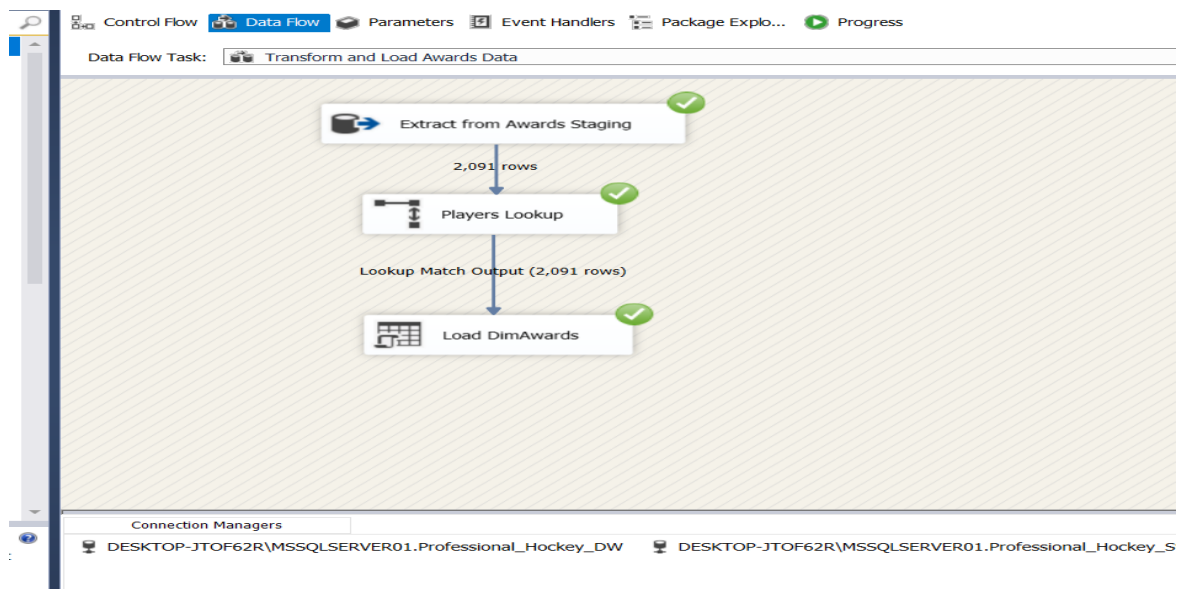 Control Flow Data Flow Parameters Event Handlers Package Explo... Progress
Data Flow Task: Transform and Load Awards Data
Extract from Awards Staging
2,091 rows
Players Lookup
Lookup Match Output (2,091 rows)
Load DimAwards
Connection Managers
DESKTOP-JTOF62R\MSSQLSERVER01.Professional_Hockey_DW DESKTOP-JTOF62R\MSSQLSERVER01.Professional_Hockey_S